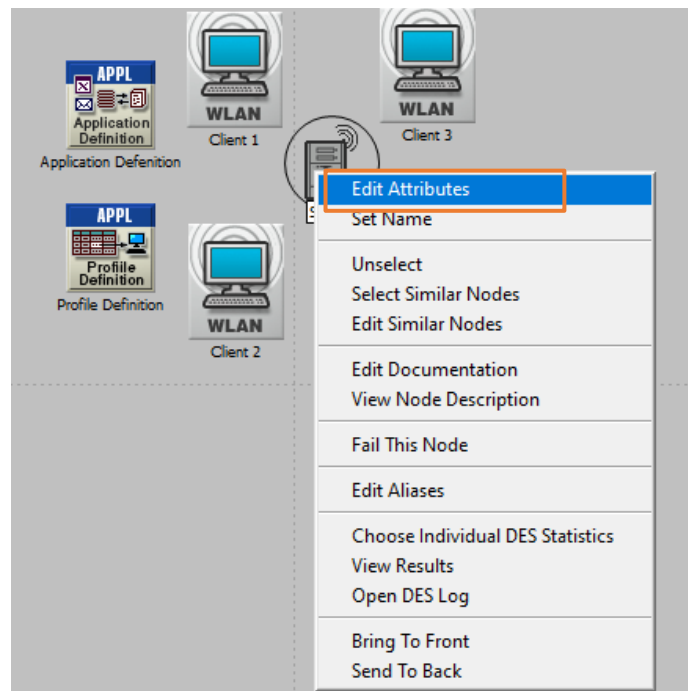 APPL
Application
Definition
Application Defenition
WLAN
Client 1
WLAN
Client 3
APPL
Profiile
Definition
Profile Definition
WLAN
Client 2
S
Edit Attributes
Set Name
Unselect
Select Similar Nodes
Edit Similar Nodes
Edit Documentation
View Node Description
Fail This Node
Edit Aliases
Choose Individual DES Statistics
View Results
Open DES Log
Bring To Front
Send To Back